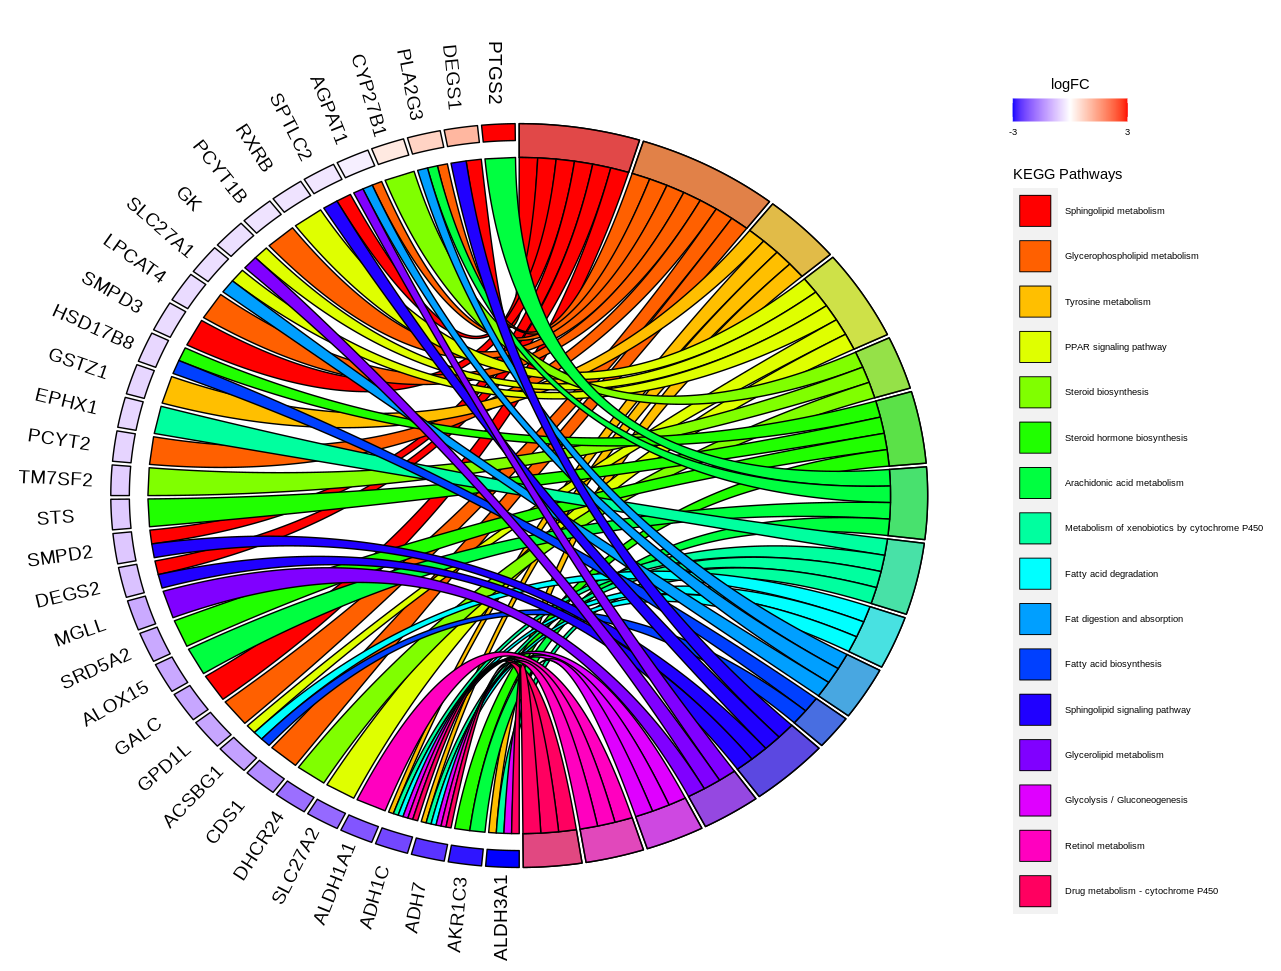 PTGS2
DEGS1
PLA2G3
CYP27B1
AGPAT1
SPTLC2
RXRB
PCYT1B
GK
SLC27A1
LPCAT4
SMPD3
HSD17B8
GSTZ1
EPHX1
PCYT2
TM7SF2
STS
SMPD2
DEGS2
MGLL
SRD5A2
ALOX15
GALC
GPD1L
ACSBG1
CDS1
DHCR24
SLC27A2
ALDH1A1
ADH1C
ADH7
AKR1C3
ALDH3A1
logFC
-3 3
KEGG Pathways
Sphingolipid metabolism
Glycerophospholipid metabolism
Tyrosine metabolism
PPAR signaling pathway
Steroid biosynthesis
Steroid hormone biosynthesis
Arachidonic acid metabolism
Metabolism of xenobiotics by cytochrome P450
Fatty acid degradation
Fat digestion and absorption
Fatty acid biosynthesis
Sphingolipid signaling pathway
Glycerolipid metabolism
Glycolysis / Gluconeogenesis
Retinol metabolism
Drug metabolism - cytochrome P450